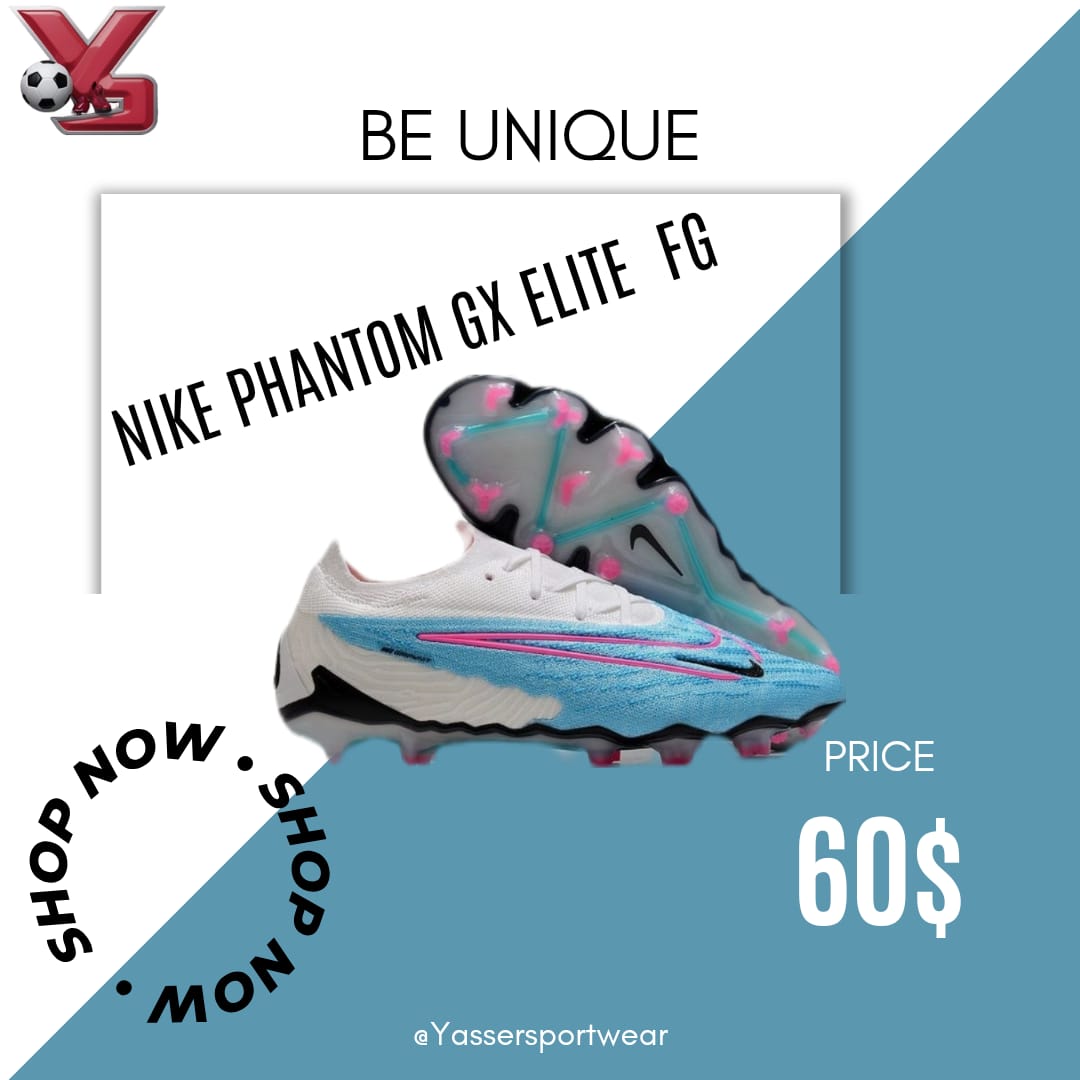 BE UNIQUE
NIKE PHANTOM GX ELITE FG
SHOP NOW • SHOP NOW •
PRICE
60$
@Yassersportwear